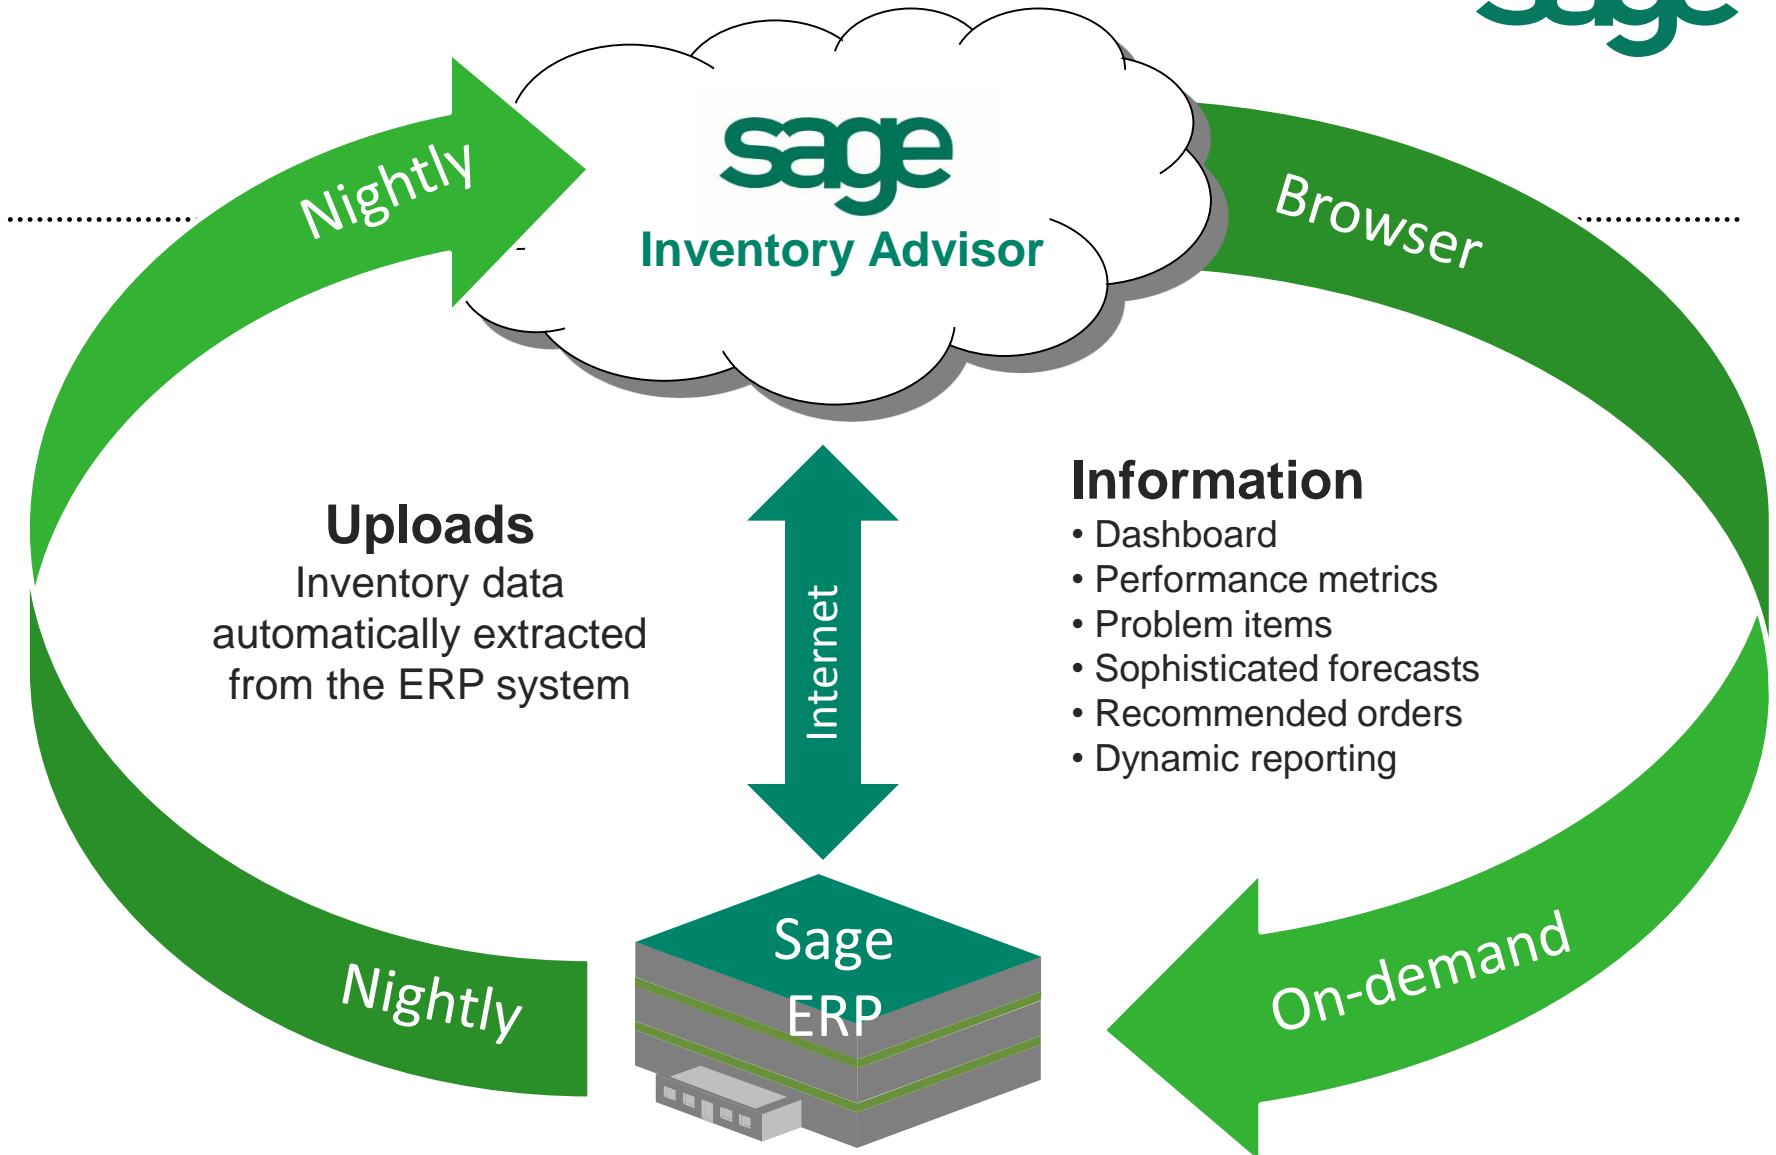 sage
sage
Inventory Advisor
Nightly
Browser
Uploads
Inventory data
automatically extracted
from the ERP system
Internet
Information
• Dashboard
• Performance metrics
• Problem items
• Sophisticated forecasts
• Recommended orders
• Dynamic reporting
Nightly
Sage
ERP
On-demand